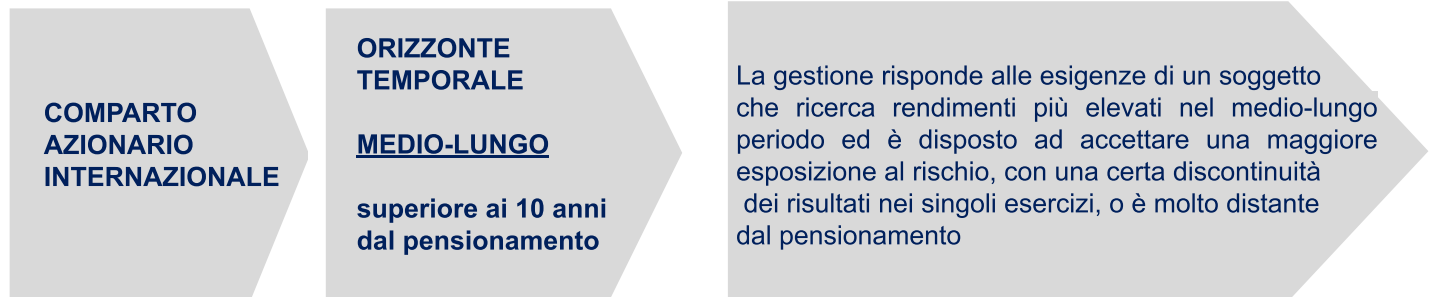 COMPARTO
AZIONARIO
INTERNAZIONALE
ORIZZONTE
TEMPORALE
MEDIO-LUNGO
superiore ai 10 anni
dal pensionamento
La gestione risponde alle esigenze di un soggetto
che ricerca rendimenti più elevati nel medio-lungo
periodo ed è disposto ad accettare una maggiore
esposizione al rischio, con una certa discontinuità
dei risultati nei singoli esercizi, o è molto distante
dal pensionamento